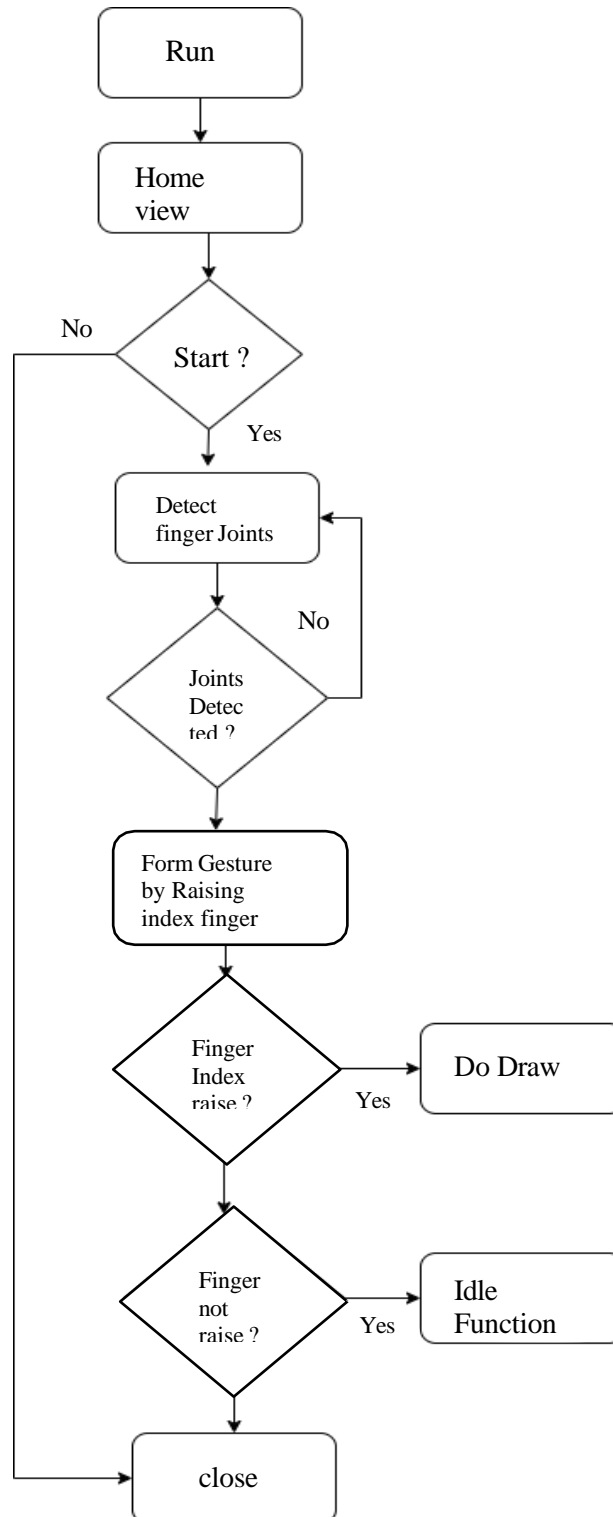 Run
Home
view
No
Start ?
Yes
Detect
finger Joints
No
Joints
Detec
ted ?
Form Gesture
by Raising
index finger
Finger
Index
raise ?
Yes
Do Draw
Finger
not
raise ?
Yes
Idle
Function
close